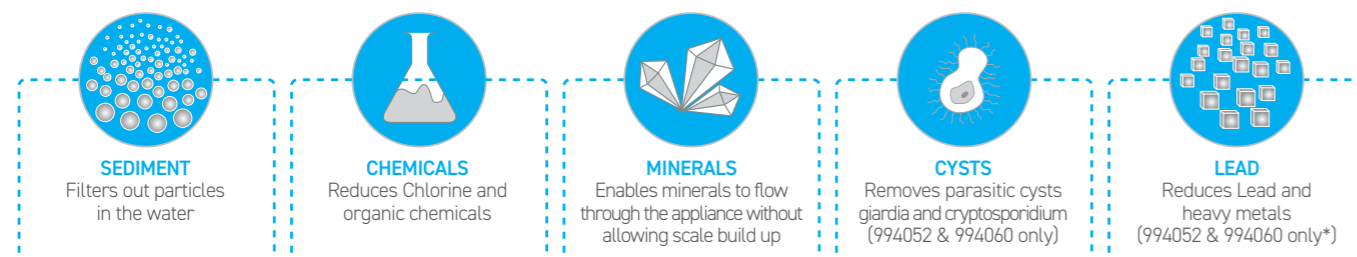 SEDIMENT
Filters out particles
in the water
CHEMICALS
Reduces Chlorine and
organic chemicals
MINERALS
Enables minerals to flow
through the appliance without
allowing scale build up
CYSTS
Removes parasitic cysts
giardia and cryptosporidium
(994052 & 994060 only)
LEAD
Reduces Lead and
heavy metals
(994052 & 994060 only*)